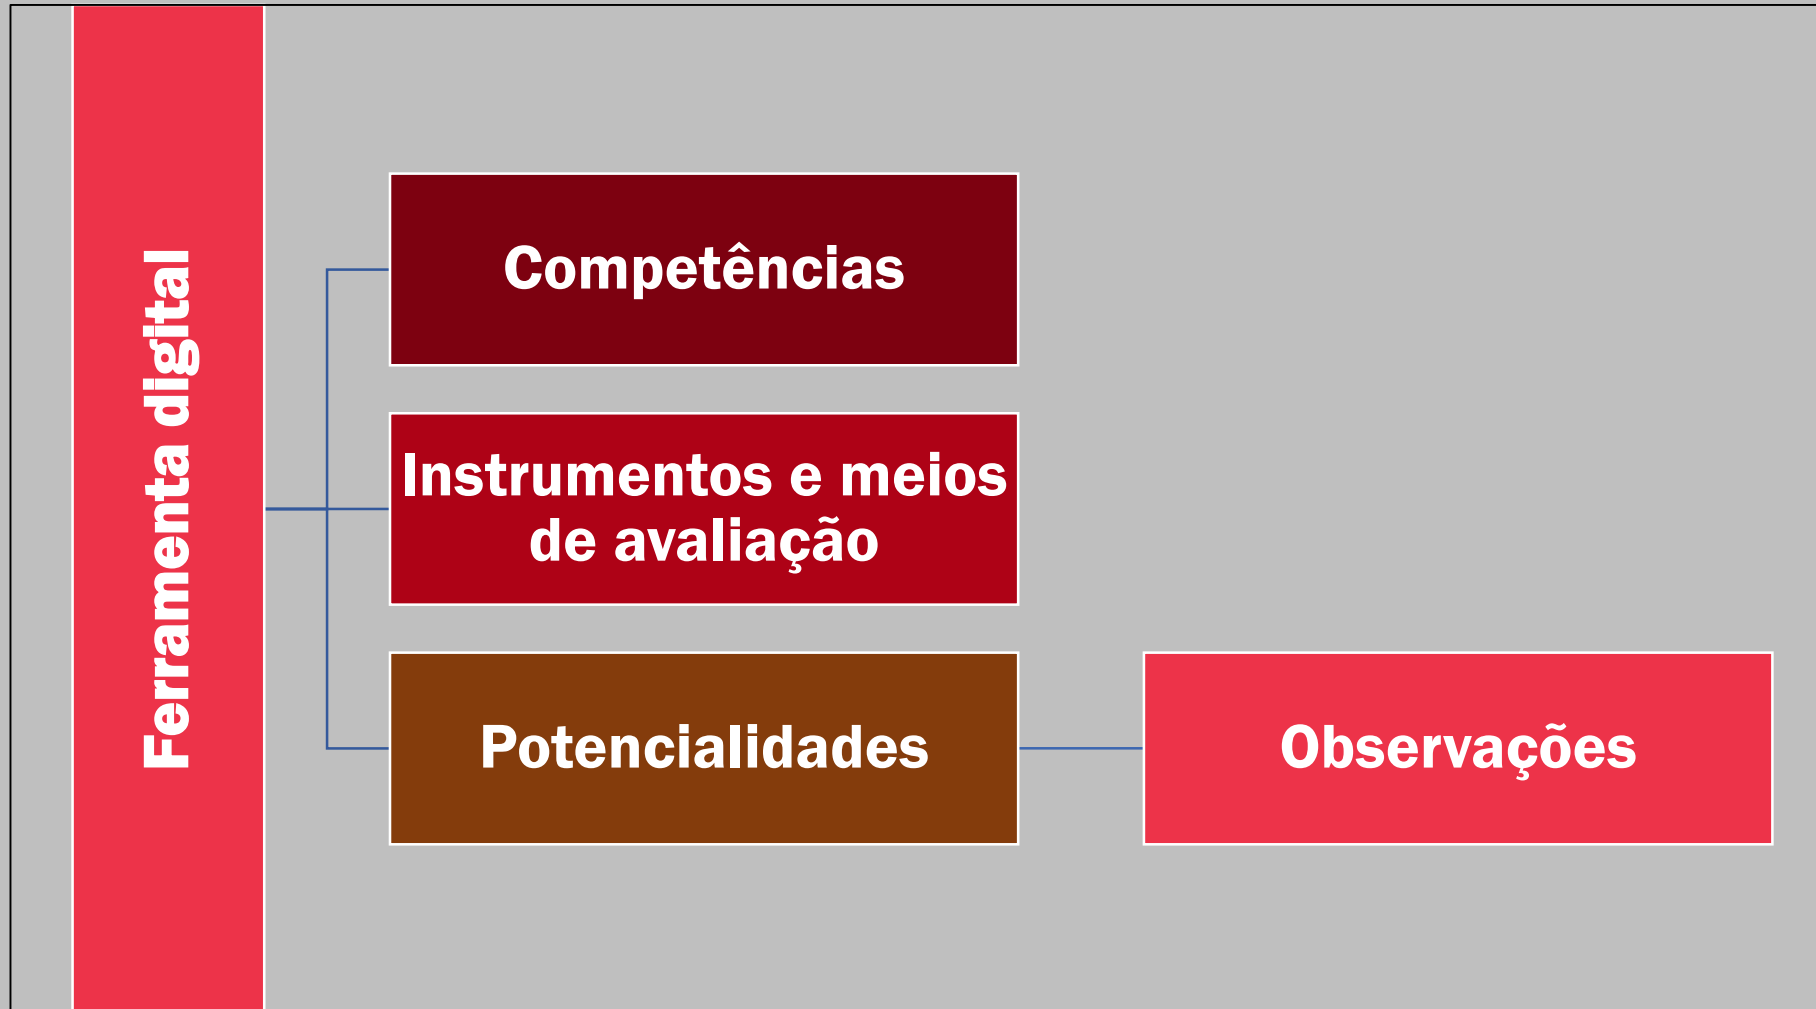 Ferramenta digital
Competências
Instrumentos e meios
de avaliação
Potencialidades
Observações